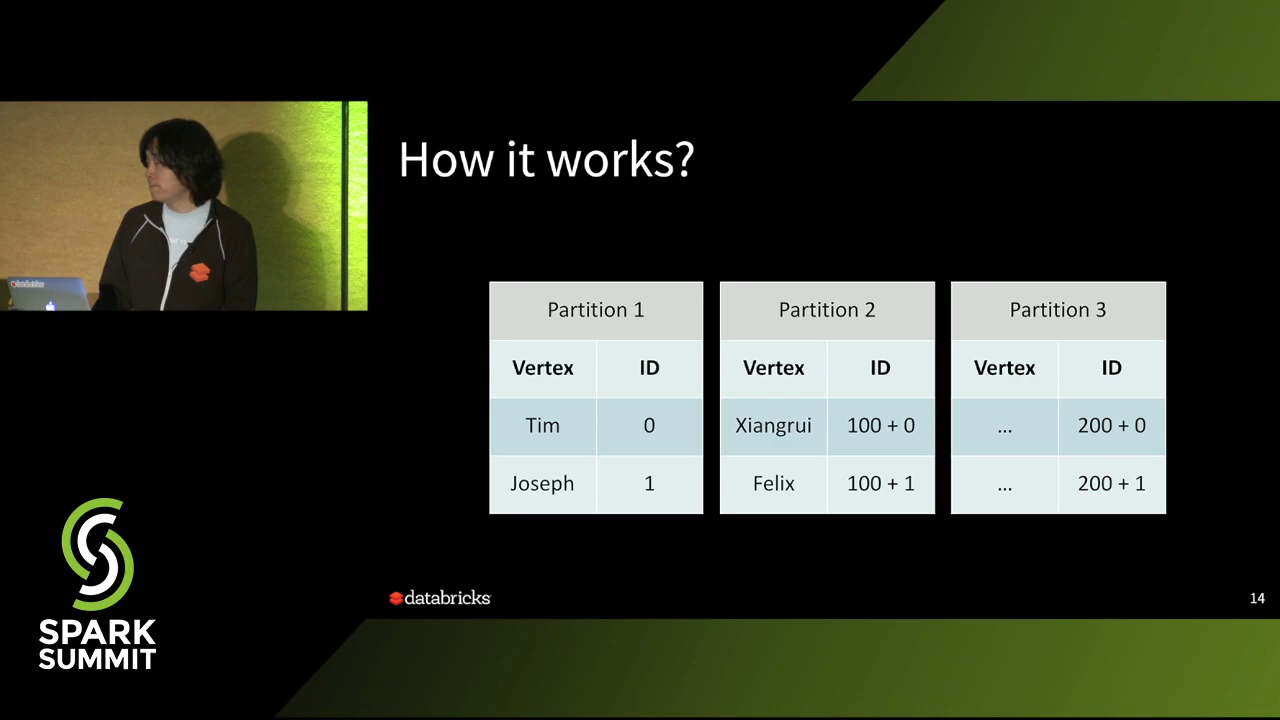 How it works?
Partition 1
Vertex ID
Tim 0
Joseph 1
Partition 2
Vertex ID
Xiangrui 100 + 0
Felix 100 + 1
Partition 3
Vertex ID
... 200 + 0
... 200 + 1
databricks
14
SPARK
SUMMIT
databricks